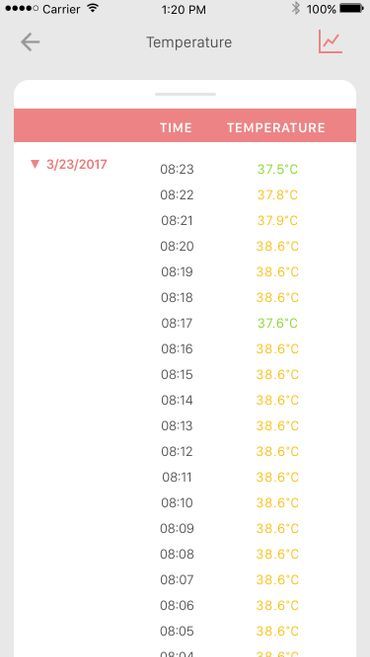 Carrier 1:20 PM 100%
Temperature
TIME TEMPERATURE
▼ 3/23/2017 08:23 37.5°C
08:22 37.8°C
08:21 37.9°C
08:20 38.6°C
08:19 38.6°C
08:18 38.6°C
08:17 37.6°C
08:16 38.6°C
08:15 38.6°C
08:14 38.6°C
08:13 38.6°C
08:12 38.6°C
08:11 38.6°C
08:10 38.6°C
08:09 38.6°C
08:08 38.6°C
08:07 38.6°C
08:06 38.6°C
08:05 38.6°C
08:04 38.6°C